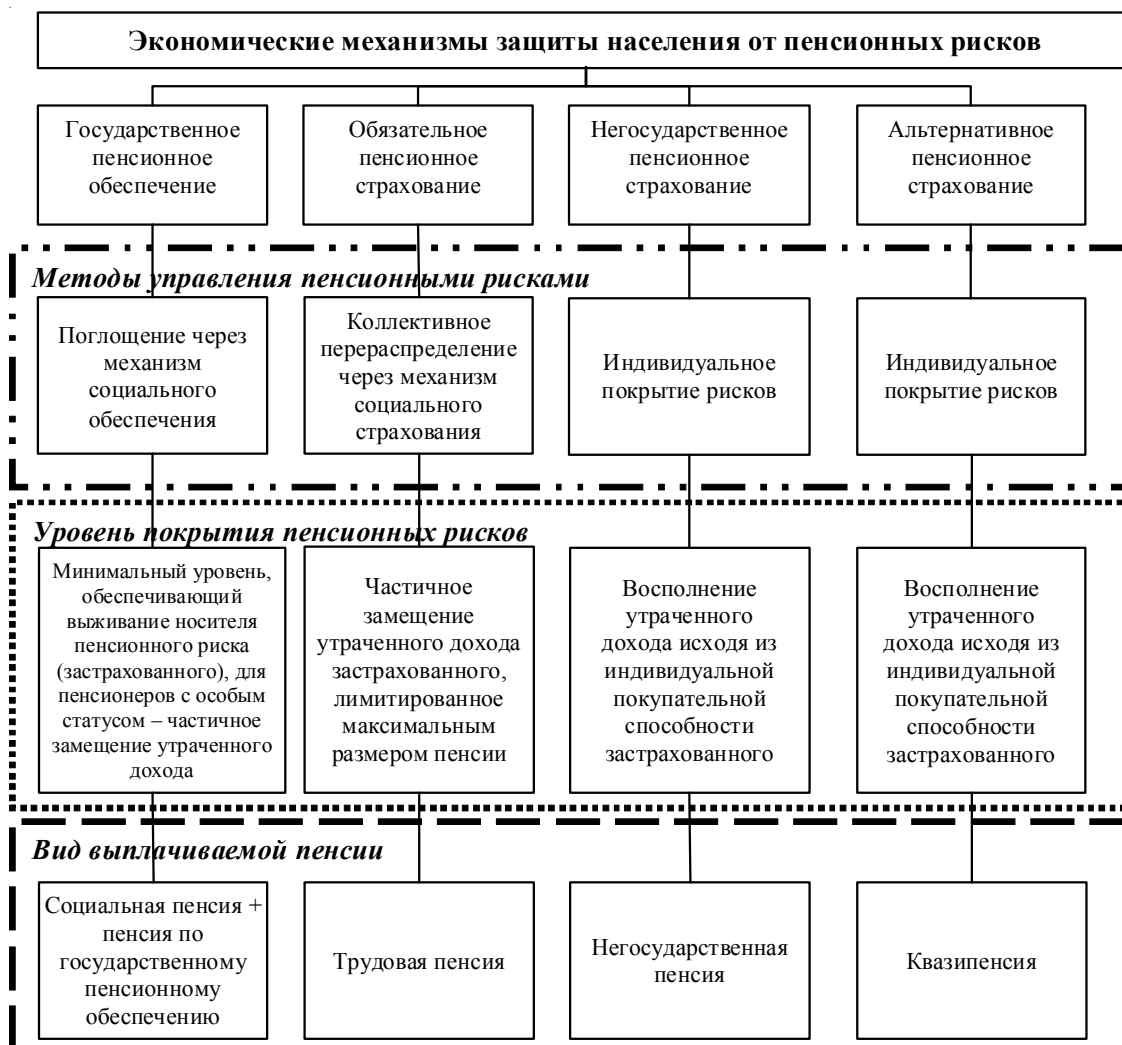 Экономические механизмы защиты населения от пенсионных рисков
Государственное
пенсионное
обеспечение
Обязательное
пенсионное
страхование
Негосударственное
пенсионное
страхование
Альтернативное
пенсионное
страхование
Методы управления пенсионными рисками
Поглощение через
механизм
социального
обеспечения
Коллективное
перераспределение
через механизм
социального
страхования
Индивидуальное
покрытие рисков
Индивидуальное
покрытие рисков
Уровень покрытия пенсионных рисков
Минимальный уровень,
обеспечивающий
выживание носителя
пенсионного риска
(застрахованного), для
пенсионеров с особым
статусом – частичное
замещение утраченного
дохода
Частичное
замещение
утраченного дохода
застрахованного,
лимитированное
максимальным
размером пенсии
Восполнение
утраченного
дохода исходя из
индивидуальной
покупательной
способности
застрахованного
Восполнение
утраченного
дохода исходя из
индивидуальной
покупательной
способности
застрахованного
Вид выплачиваемой пенсии
Социальная пенсия +
пенсия по
государственному
пенсионному
обеспечению
Трудовая пенсия
Негосударственная
пенсия
Квазипенсия